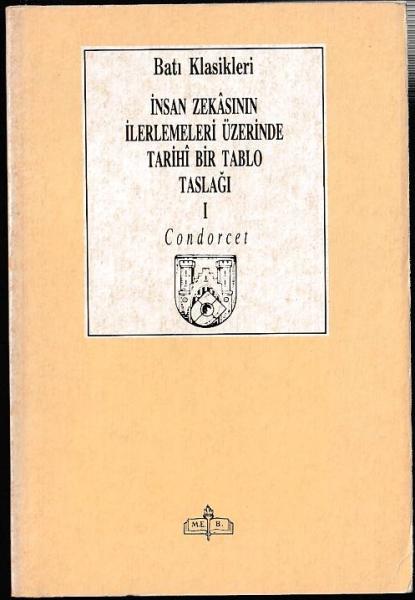 Batı Klasikleri
İNSAN ZEKÂSININ
İLERLEMELERİ ÜZERİNDE
TARİHÎ BİR TABLO
TASLAĞI
I
Condorcet
M.E. B.